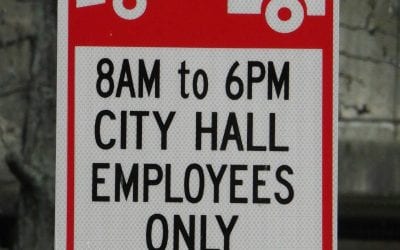 8AM to 6PM
CITY HALL
EMPLOYEES
ONLY